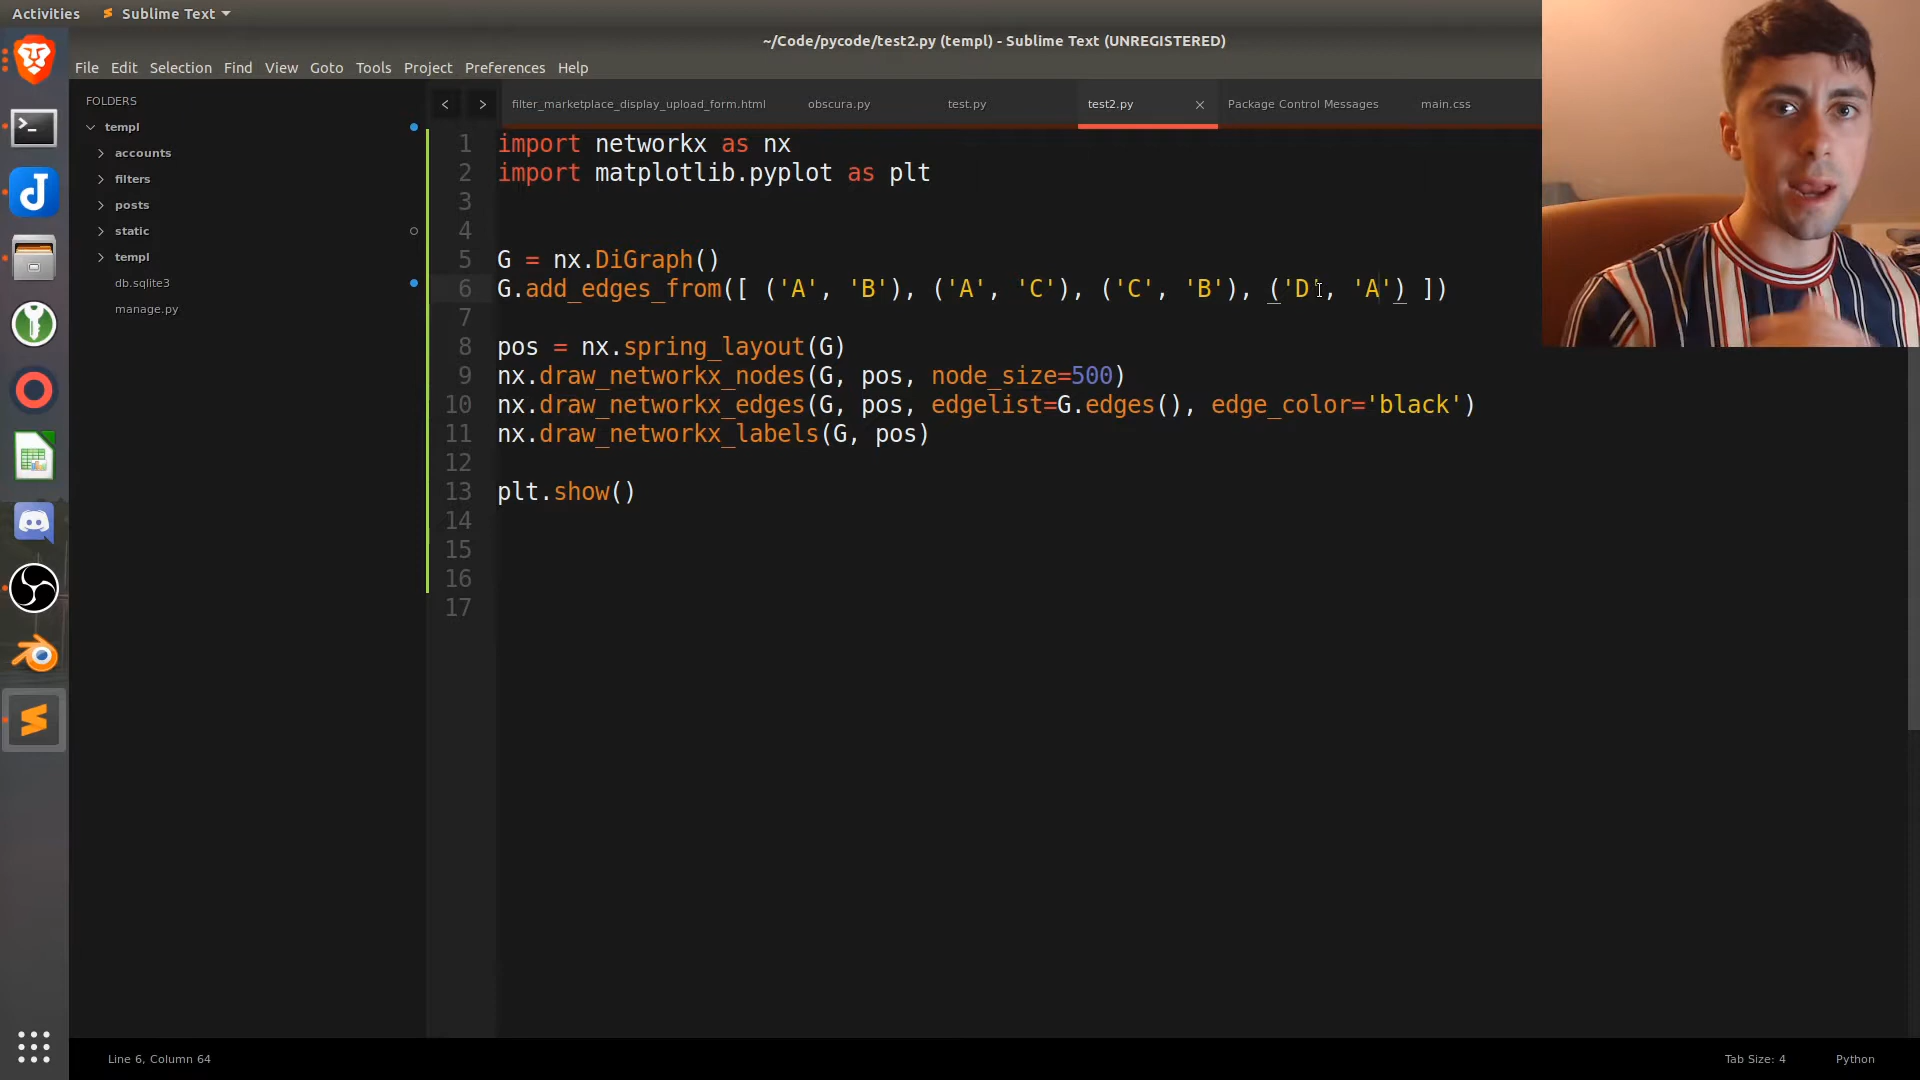 Activities
Sublime Text
~/Code/pycode/test2.py (templ) - Sublime Text (UNREGISTERED)
File Edit Selection Find View Goto Tools Project Preferences Help
FOLDERS
templ
accounts
filters
posts
static
templ
db.sqlite3
manage.py
< > filter_marketplace_display_upload_form.html obscura.py test.py test2.py × Package Control Messages main.css
1 import networkx as nx
2 import matplotlib.pyplot as plt
3
4
5 G = nx.DiGraph()
6 G.add_edges_from([ ('A', 'B'), ('A', 'C'), ('C', 'B'), ('D', 'A') ])
7
8 pos = nx.spring_layout(G)
9 nx.draw_networkx_nodes(G, pos, node_size=500)
10 nx.draw_networkx_edges(G, pos, edgelist=G.edges(), edge_color='black')
11 nx.draw_networkx_labels(G, pos)
12
13 plt.show()
14
15
16
17
Line 6, Column 64
Tab Size: 4
Python